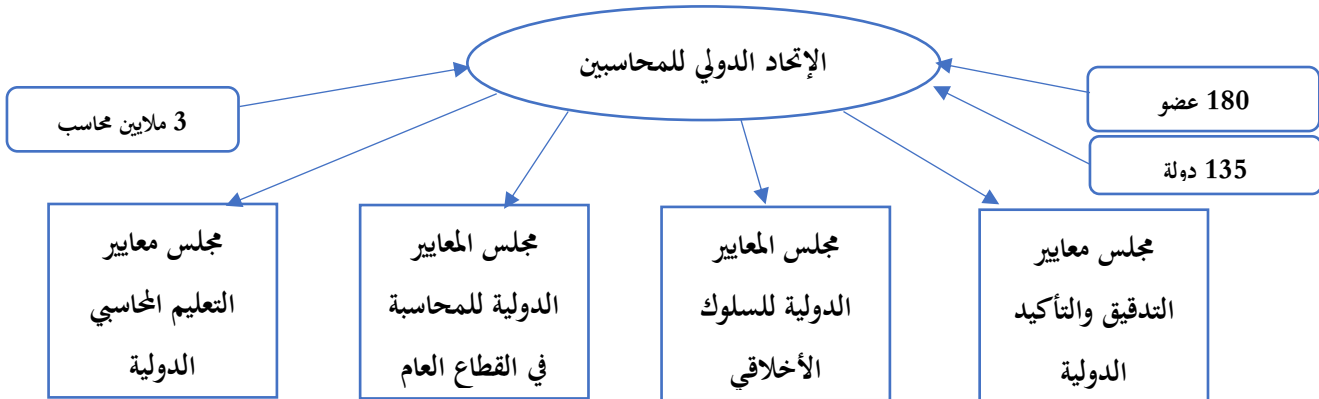 الإتحاد الدولي للمحاسبين
180 عضو
135 دولة
3 ملايين محاسب
مجلس معايير
التدقيق والتأكيد
الدولية
مجلس المعايير
الدولية للسلوك
الأخلاقي
مجلس المعايير
الدولية للمحاسبة
في القطاع العام
مجلس معايير
التعليم المحاسبي
الدولية